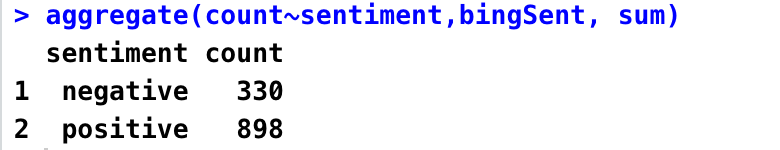 > aggregate(count~sentiment,bingSent, sum)
  sentiment count
1  negative   330
2  positive   898